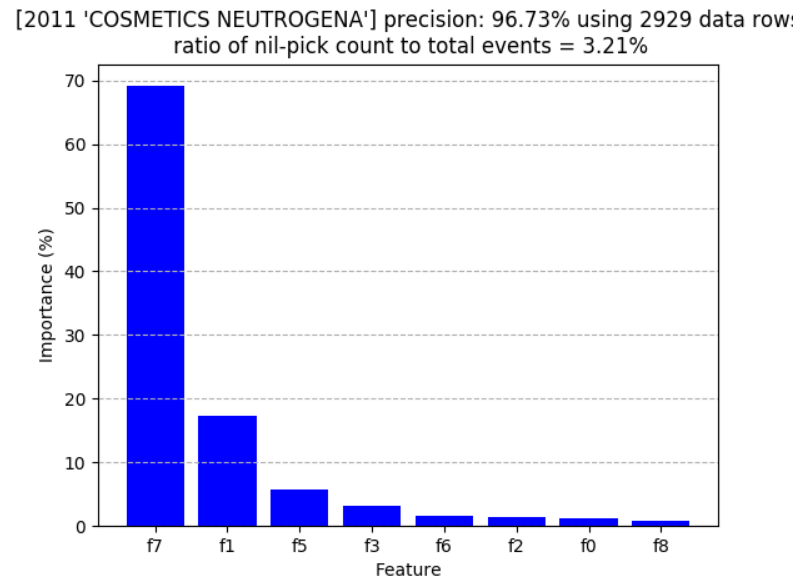 [2011 'COSMETICS NEUTROGENA'] precision: 96.73% using 2929 data rows
ratio of nil-pick count to total events = 3.21%
70
60
50
40
30
20
10
0
Importance (%)
f7 f1 f5 f3 f6 f2 f0 f8
Feature